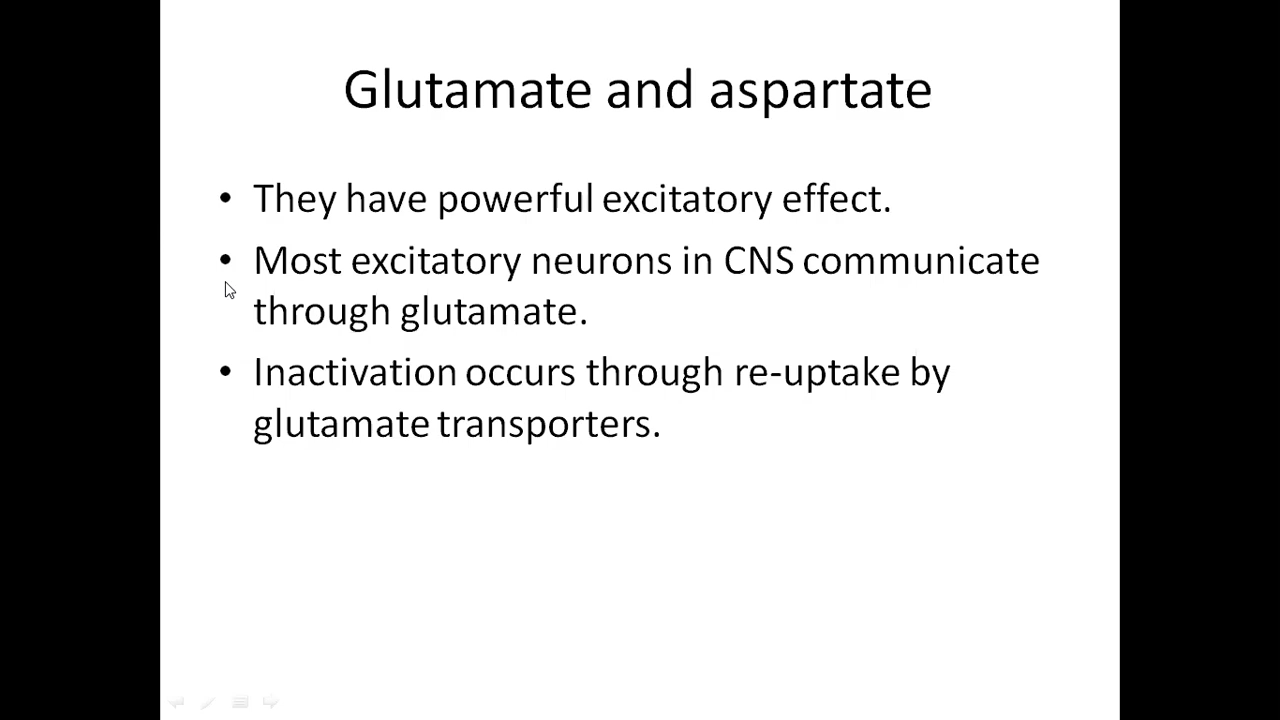 Glutamate and aspartate
• They have powerful excitatory effect.
• Most excitatory neurons in CNS communicate
through glutamate.
• Inactivation occurs through re-uptake by
glutamate transporters.